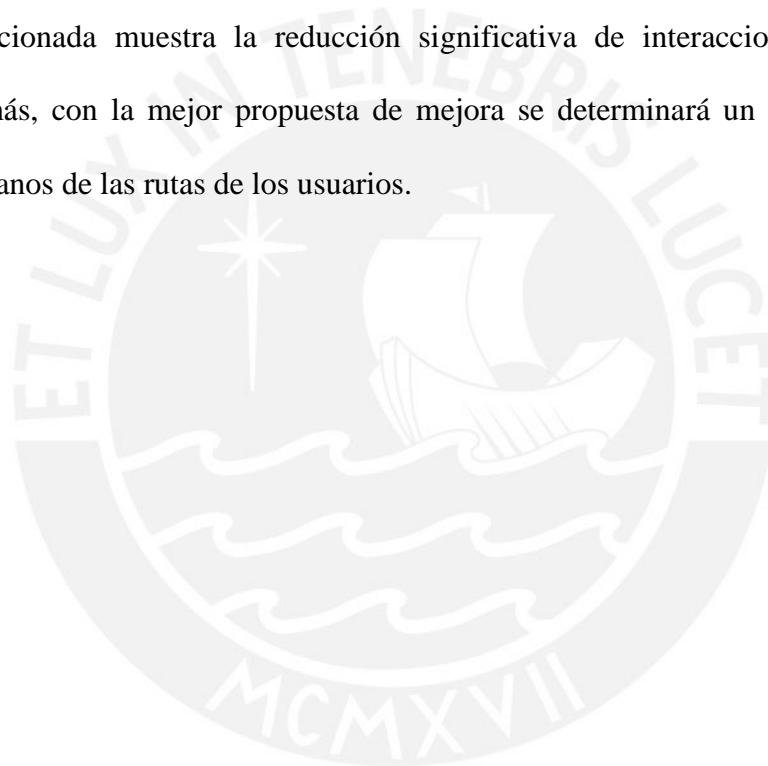 cionada muestra la reducción significativa de interaccio
ás, con la mejor propuesta de mejora se determinará un
anos de las rutas de los usuarios.
ET LUX IN TENEBRIS LUCET
MCMXVII